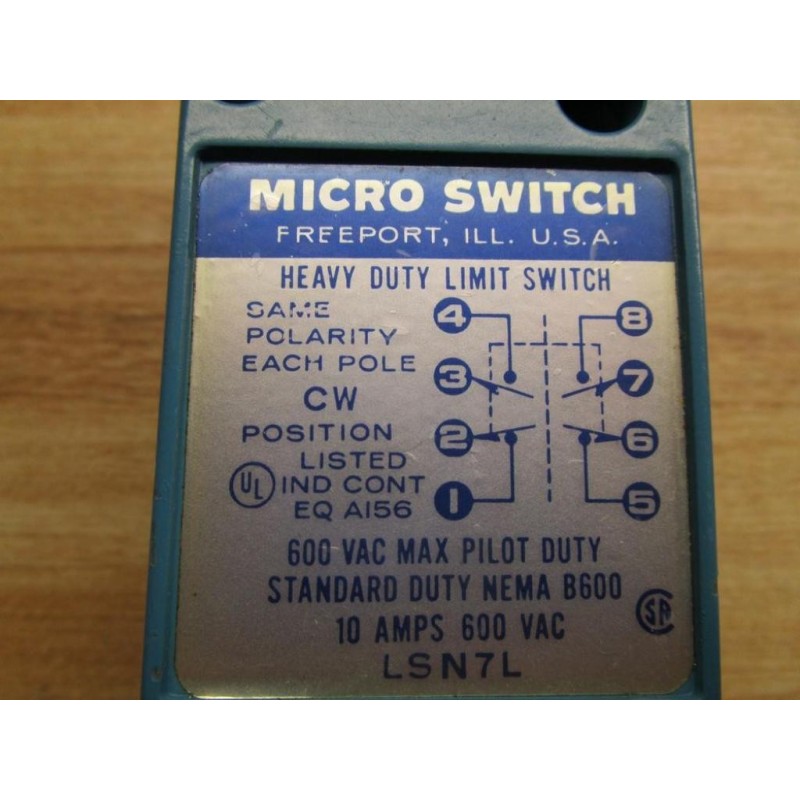 MICRO SWITCH
FREEPORT, ILL. U.S.A.
HEAVY DUTY LIMIT SWITCH
SAME
POLARITY
EACH POLE
CW
POSITION
LISTED
UL
IND CONT
EQ A156
4 8
3 7
2 6
1 5
600 VAC MAX PILOT DUTY
STANDARD DUTY NEMA B600
10 AMPS 600 VAC
SA
LSN7L